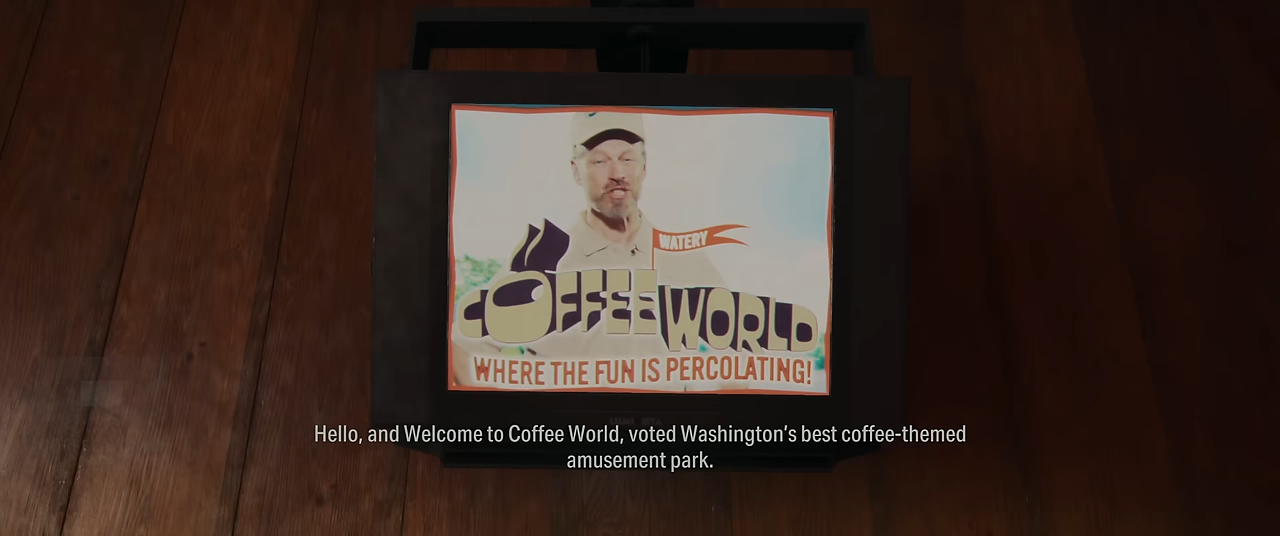 WATERY
COFFEE WORLD
WHERE THE FUN IS PERCOLATING!
Hello, and Welcome to Coffee World, voted Washington's best coffee-themed
amusement park.